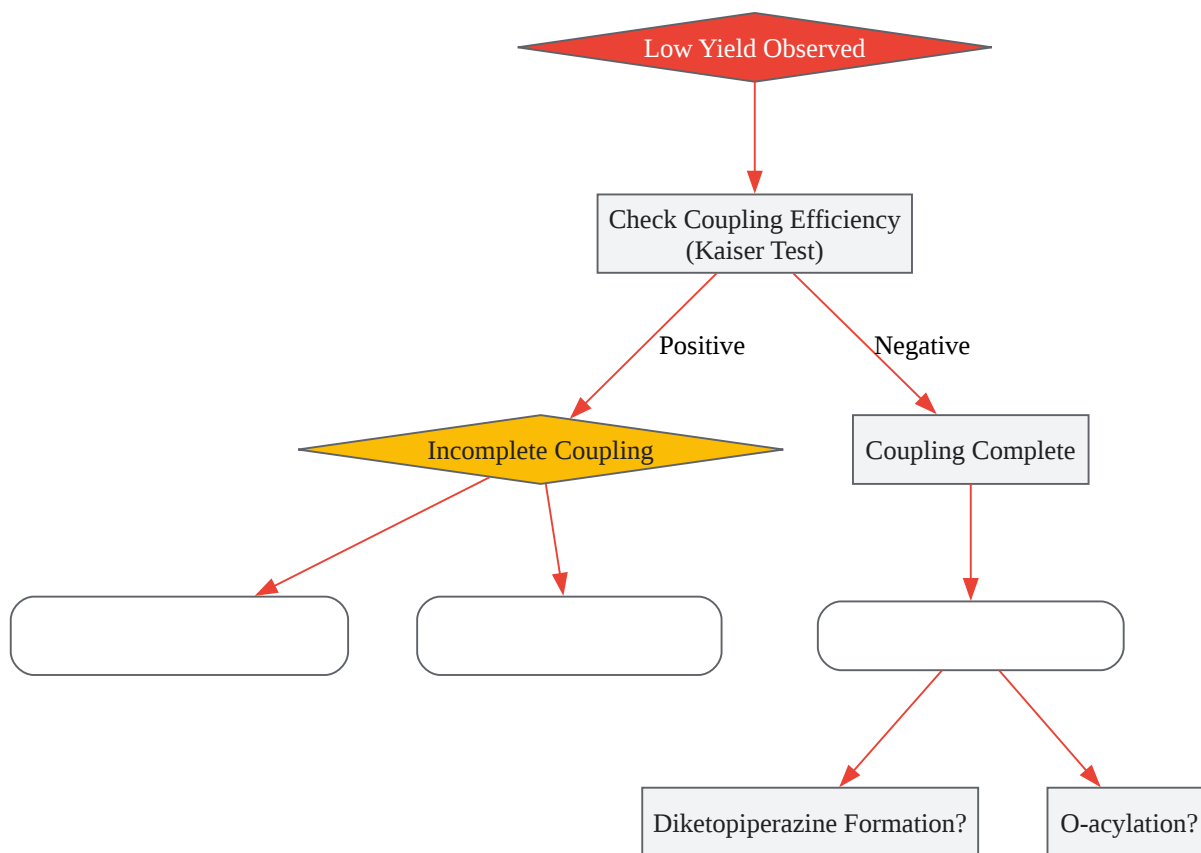 Low Yield Observed
Check Coupling Efficiency
(Kaiser Test)
Positive
Negative
Incomplete Coupling
Coupling Complete
Diketopiperazine Formation?
O-acylation?